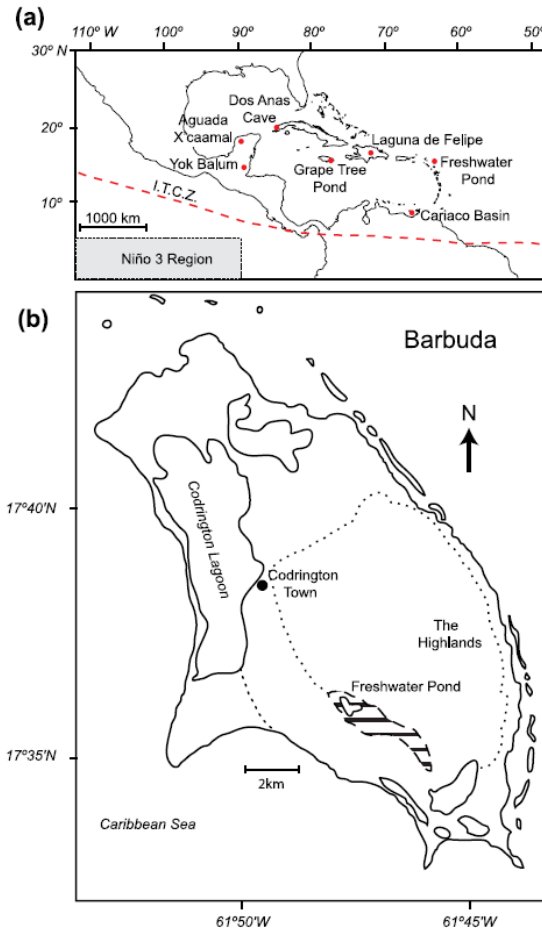 (a)
110° W
100°
90°
80°
70°
60°
50°
30° N
20°
10°
Dos Anas
Cave
Aguada
X'caamal
Yok Balum
Laguna de Felipe
Grape Tree
Pond
Freshwater
Pond
Cariaco Basin
I.T.C.Z.
1000 km
Niño 3 Region
(b)
Barbuda
N
17°40'N
Codrington Lagoon
Codrington
Town
The
Highlands
Freshwater Pond
17°35'N
2km
Caribbean Sea
61°50'W
61°45'W